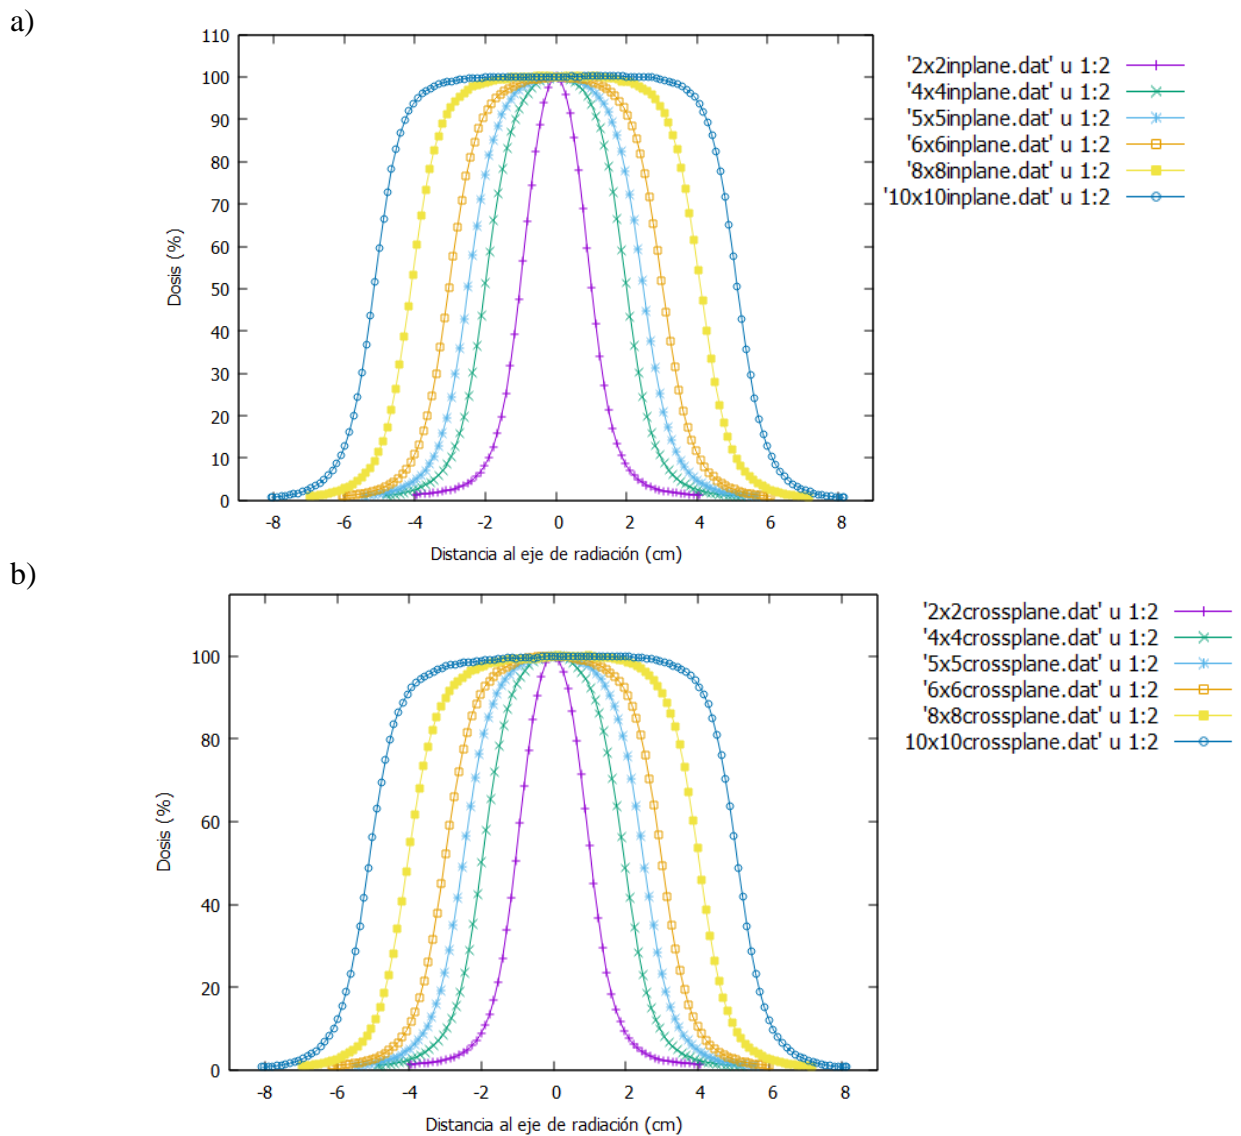 a)
110
100
90
80
70
60
50
40
30
20
10
0
Dosis (%)
-8 -6 -4 -2 0 2 4 6 8
Distancia al eje de radiación (cm)
'2x2inplane.dat' u 1:2
'4x4inplane.dat' u 1:2
'5x5inplane.dat' u 1:2
'6x6inplane.dat' u 1:2
'8x8inplane.dat' u 1:2
'10x10inplane.dat' u 1:2
b)
100
80
60
40
20
0
Dosis (%)
-8 -6 -4 -2 0 2 4 6 8
Distancia al eje de radiación (cm)
'2x2crossplane.dat' u 1:2
'4x4crossplane.dat' u 1:2
'5x5crossplane.dat' u 1:2
'6x6crossplane.dat' u 1:2
'8x8crossplane.dat' u 1:2
10x10crossplane.dat' u 1:2